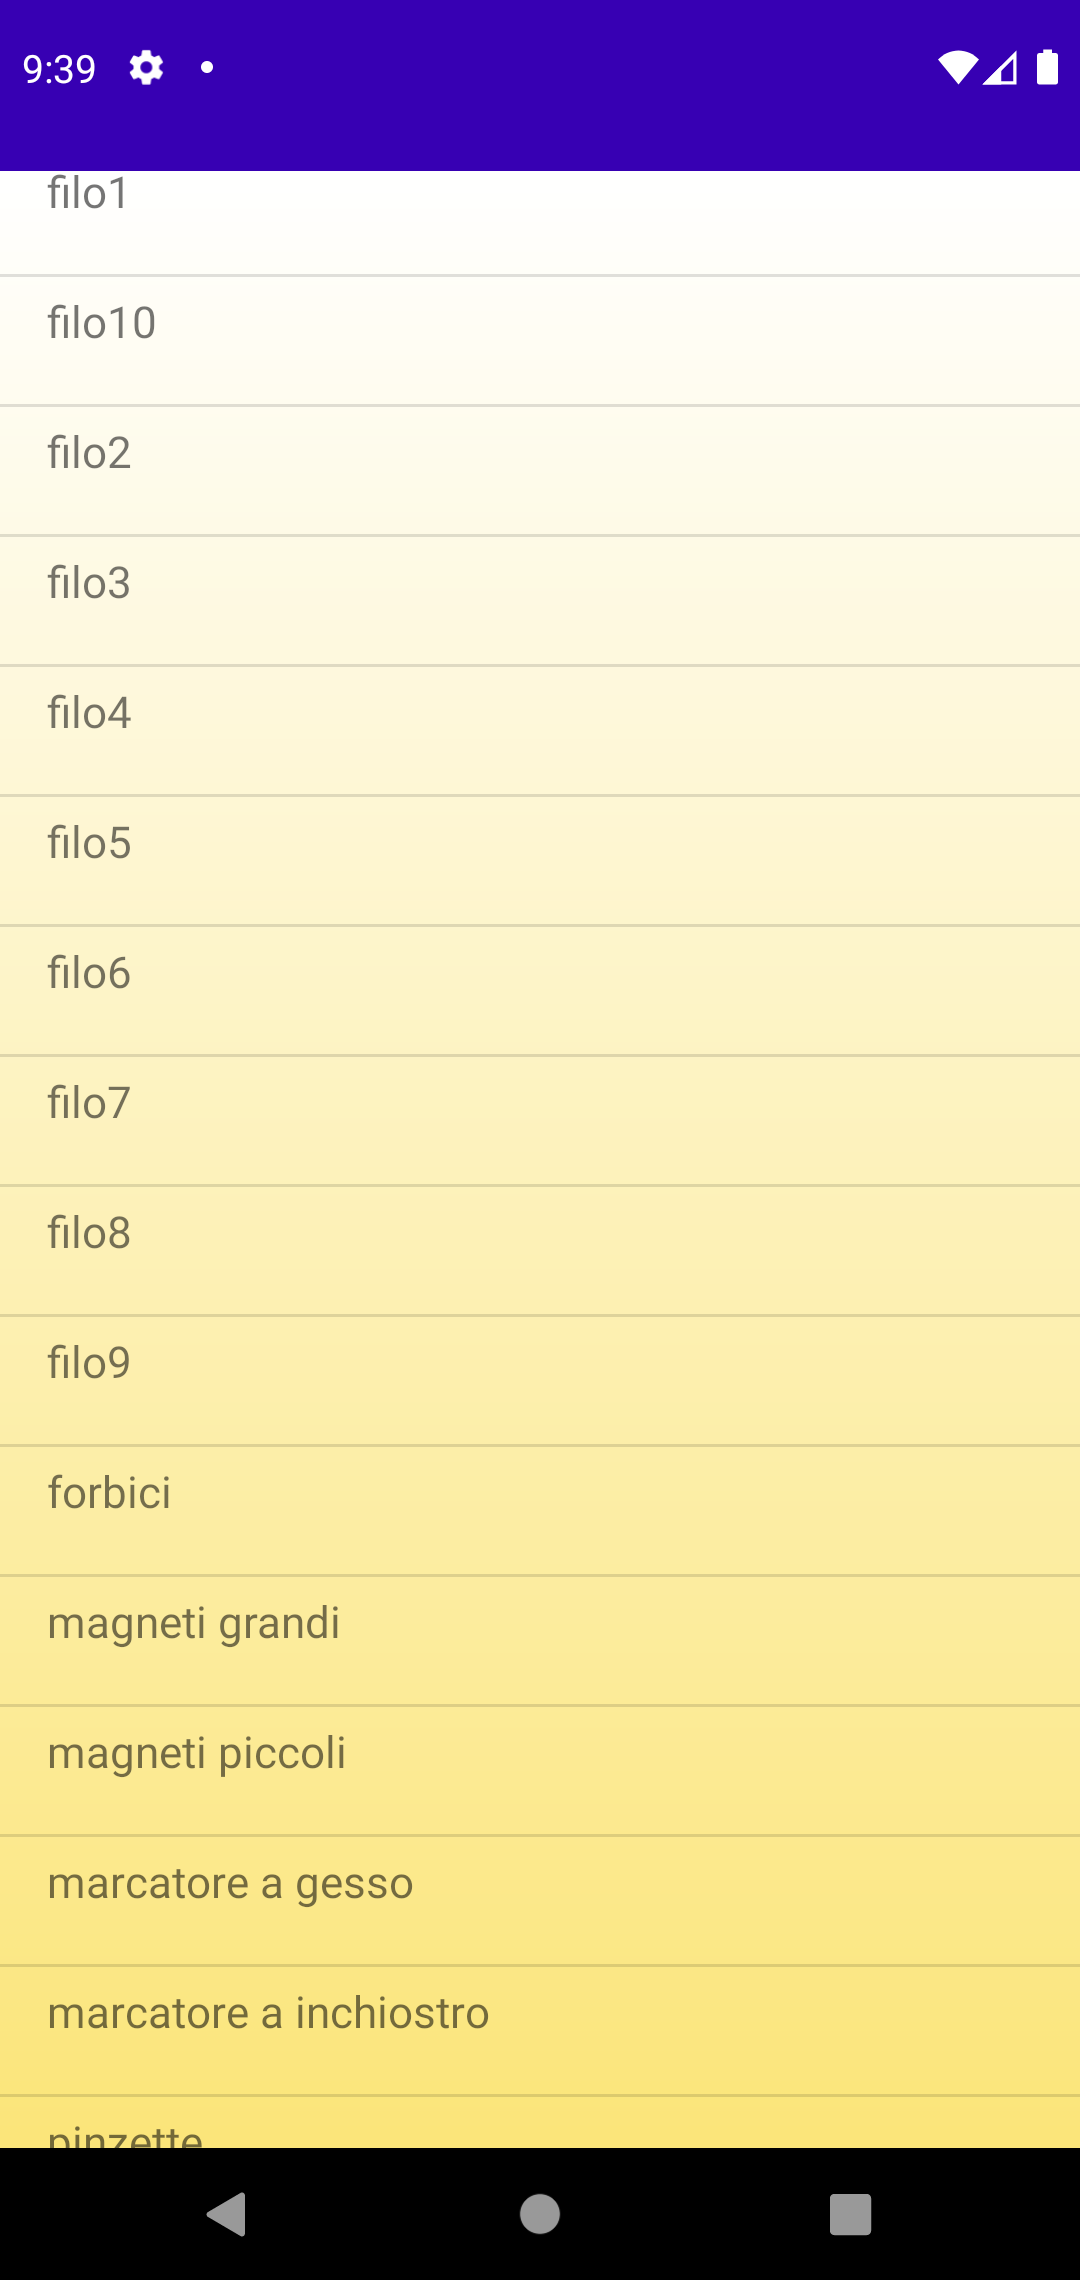 9:39
filo1
filo10
filo2
filo3
filo4
filo5
filo6
filo7
filo8
filo9
forbici
magneti grandi
magneti piccoli
marcatore a gesso
marcatore a inchiostro
pinzette